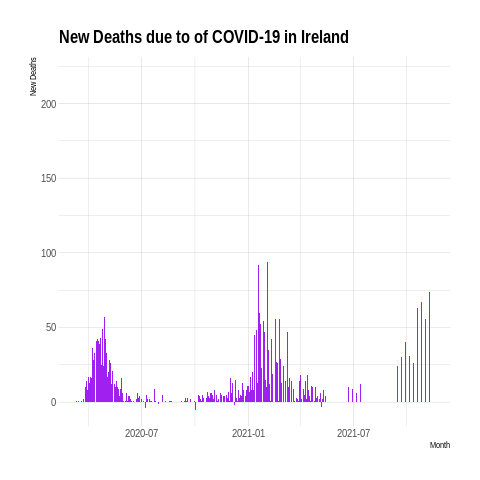 New Deaths due to of COVID-19 in Ireland
New Deaths
200
150
100
50
0
2020-07
2021-01
2021-07
Month